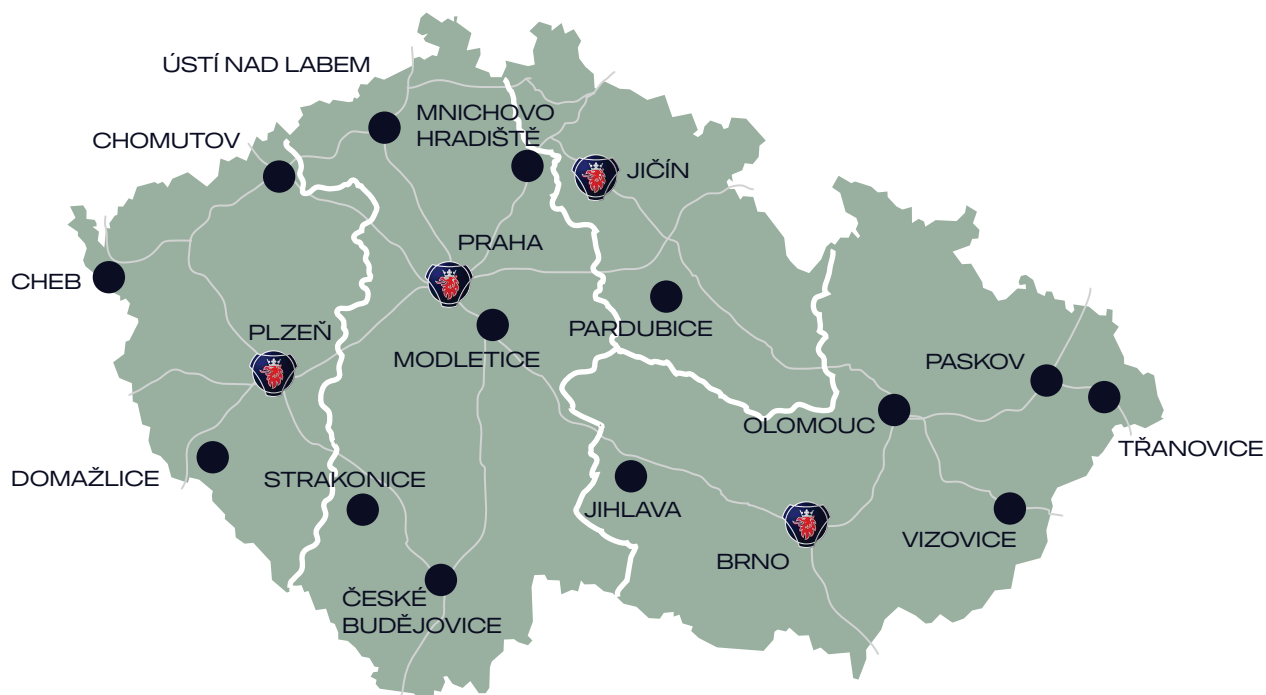 ÚSTÍ NAD LABEM
MNICHOVO
HRADIŠTĚ
CHOMUTOV
JIČÍN
PRAHA
CHEB
PLZEŇ
PARDUBICE
MODLETICE
PASKOV
OLOMOUC
TŘANOVICE
DOMAŽLICE
STRAKONICE
JIHLAVA
VIZOVICE
BRNO
ČESKÉ
BUDĚJOVICE